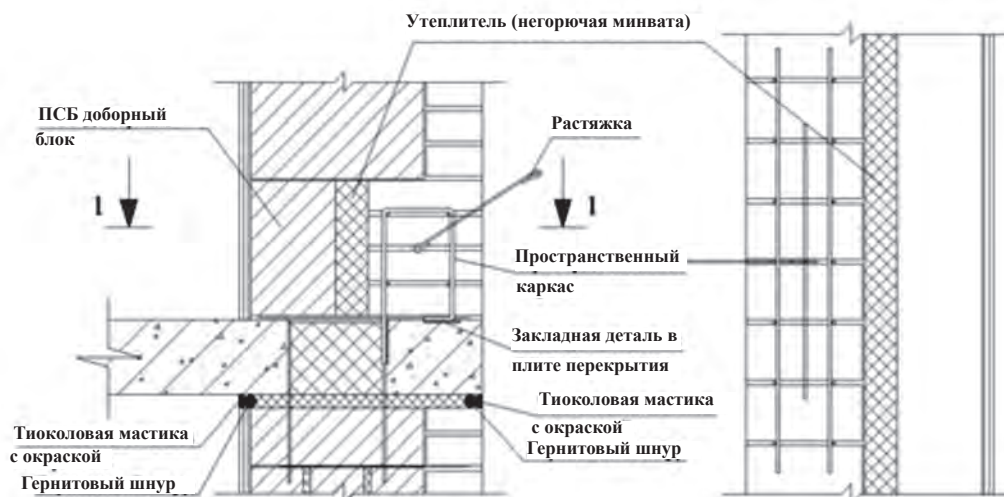 Утеплитель (негорючая минвата)
ПСБ доборный
блок
Растяжка
1
1
Пространственный
каркас
Закладная деталь в
плите перекрытия
Тиоколовая мастика
с окраской
Гернитовый шнур
Тиоколовая мастика
с окраской
Гернитовый шнур